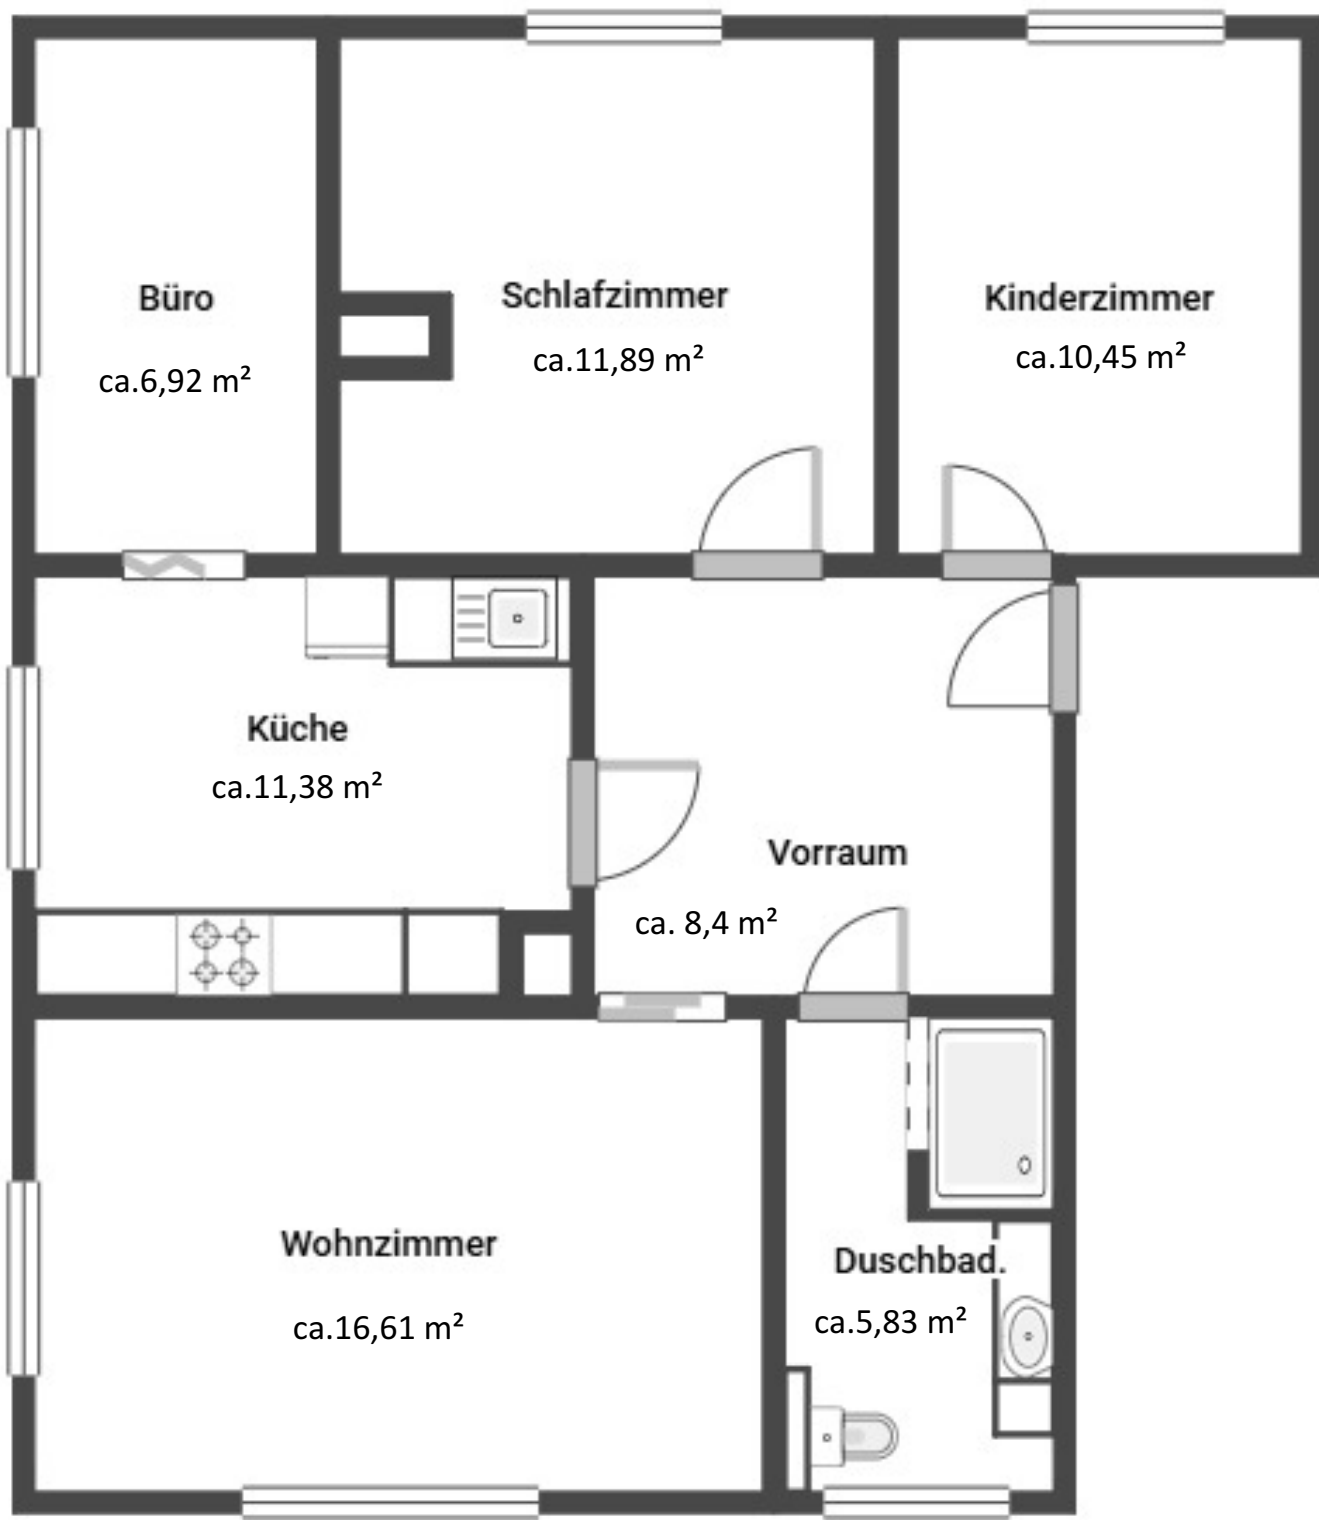 Büro
ca.6,92 m²
Schlafzimmer
ca.11,89 m²
Kinderzimmer
ca.10,45 m²
Küche
ca.11,38 m²
Vorraum
ca. 8,4 m²
Wohnzimmer
ca.16,61 m²
Duschbad.
ca.5,83 m²